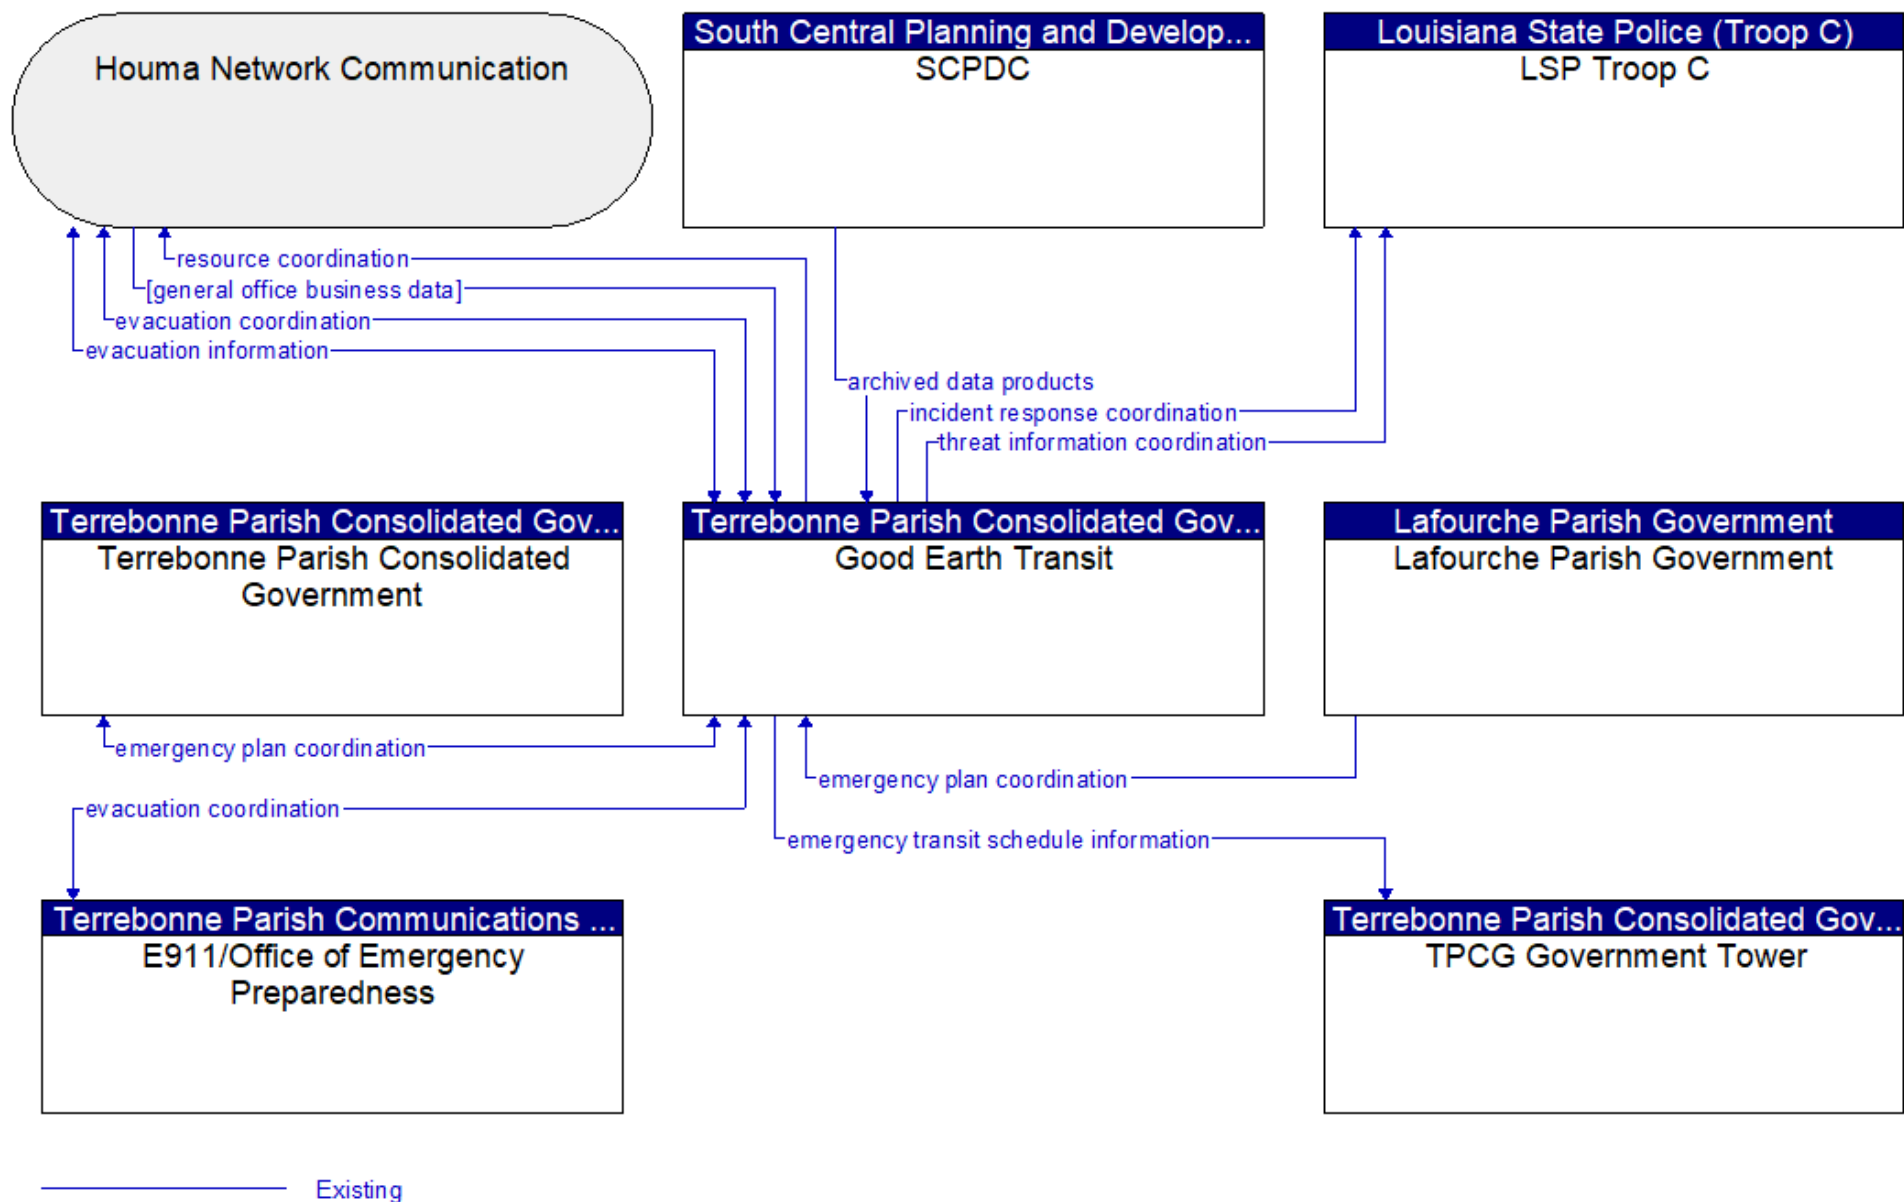 Houma Network Communication
South Central Planning and Develop...
SCPDC
Louisiana State Police (Troop C)
LSP Troop C
resource coordination
[general office business data]
evacuation coordination
evacuation information
archived data products
incident response coordination
threat information coordination
Terrebonne Parish Consolidated Gov...
Terrebonne Parish Consolidated
Government
Terrebonne Parish Consolidated Gov...
Good Earth Transit
Lafourche Parish Government
Lafourche Parish Government
emergency plan coordination
emergency plan coordination
evacuation coordination
emergency transit schedule information
Terrebonne Parish Communications ...
E911/Office of Emergency
Preparedness
Terrebonne Parish Consolidated Gov...
TPCG Government Tower
Existing